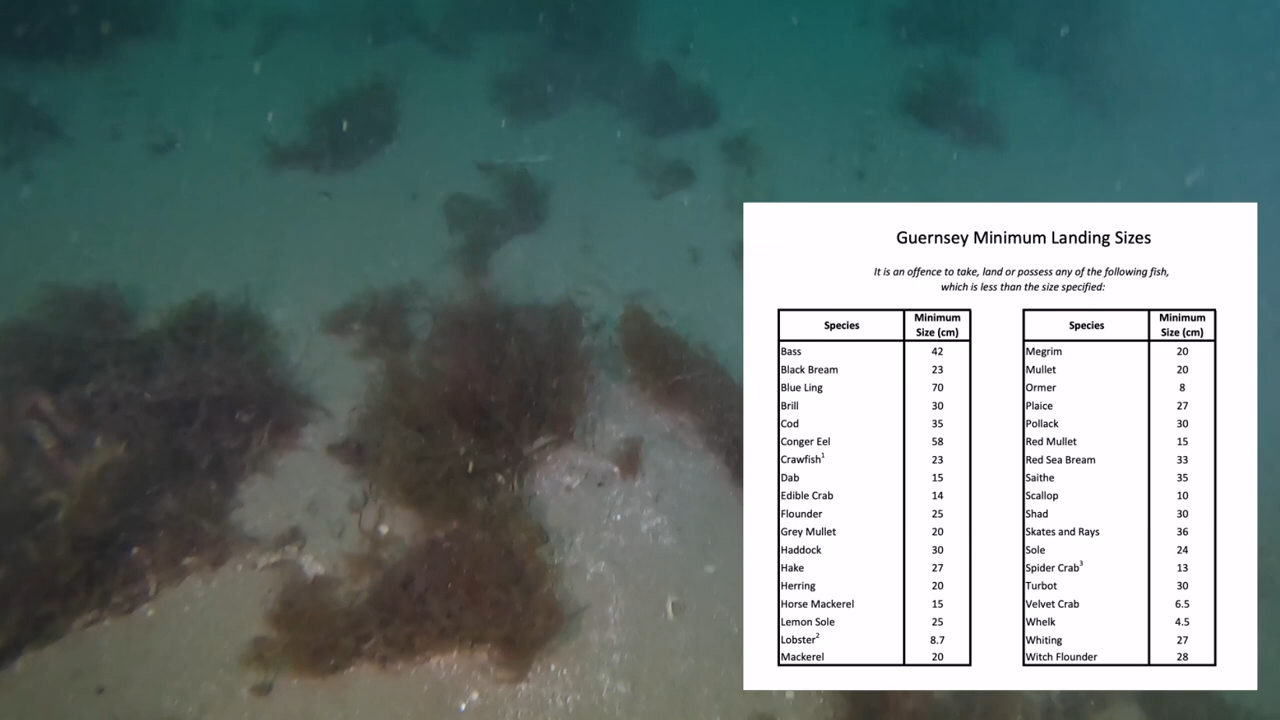 Guernsey Minimum Landing Sizes
It is an offence to take, land or possess any of the following fish,
which is less than the size specified:
Species Minimum Size (cm)
Bass 42
Black Bream 23
Blue Ling 70
Brill 30
Cod 35
Conger Eel 58
Crawfish1 23
Dab 15
Edible Crab 14
Flounder 25
Grey Mullet 20
Haddock 30
Hake 27
Herring 20
Horse Mackerel 15
Lemon Sole 25
Lobster2 8.7
Mackerel 20
Species Minimum Size (cm)
Megrim 20
Mullet 20
Ormer 8
Plaice 27
Pollack 30
Red Mullet 15
Red Sea Bream 33
Saithe 35
Scallop 10
Shad 30
Skates and Rays 36
Sole 24
Spider Crab3 13
Turbot 30
Velvet Crab 6.5
Whelk 4.5
Whiting 27
Witch Flounder 28